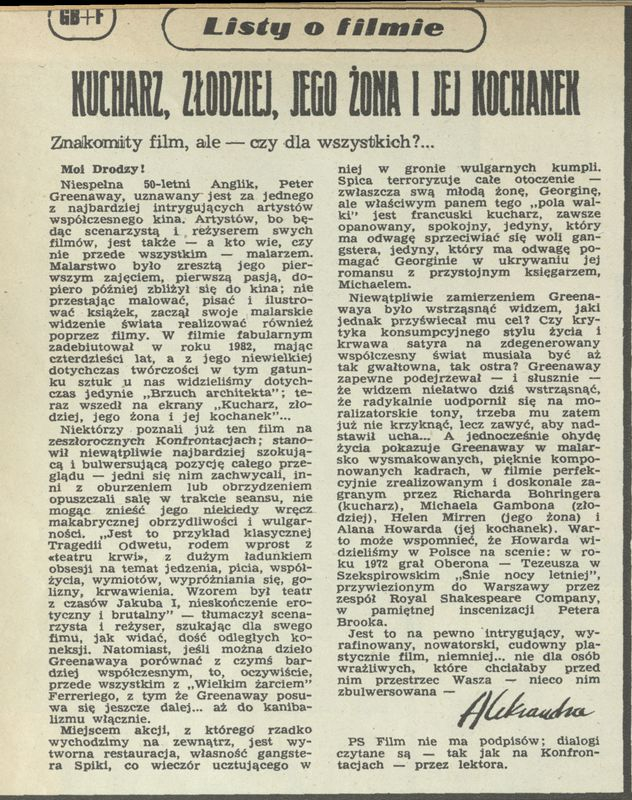 GB+F
Listy o filmie
KUCHARZ, ZŁODZIEJ, JEGO ŻONA I JEJ KOCHANEK
Znakomity film, ale — czy dla wszystkich?...
Moi Drodzy!
Niespełna 50-letni Anglik, Peter
Greenaway, uznawany jest za jednego
z najbardziej intrygujących artystów
współczesnego kina. Artystów, bo bę-
dąc scenarzystą i reżyserem swych
filmów, jest także — a kto wie, czy
nie przede wszystkim — malarzem.
Malarstwo było zresztą jego pier
wszym zajęciem, pierwszą pasją, do-
piero później zbliżył się do kina; nie
przestając malować, pisać i ilustro-
wać książek, zaczął swoje malarskie
widzenie świata realizować również
poprzez filmy. W filmie fabularnym
zadebiutował w roku 1982, mając
czterdzieści lat, a z jego niewielkiej
dotychczas twórczości w tym gatun-
ku sztuk u nas widzieliśmy dotych-
czas jedynie „Brzuch architekta"; te-
raz wszedł na ekrany „Kucharz, zło-
dziej, jego żona i jej kochanek"...
Niektórzy poznali już ten film na
zeszłorocznych Konfrontacjach; stano-
wił niewątpliwie najbardziej szokują-
cą i bulwersującą pozycję całego prze-
glądu — jedni się nim zachwycali, in-
ni z oburzeniem lub obrzydzeniem
opuszczali salę w trakcie seansu, nie
mogąc znieść jego niekiedy wręcz
makabrycznej obrzydliwości i wulgar-
ności. „Jest to przykład klasycznej
Tragedii odwetu, rodem wprost z
«teatru krwi», z dużym ładunkiem
obsesji na temat jedzenia, picia, współ-
życia, wymiotów, wypróżniania się, go-
lizny, krwawienia. Wzorem był teatr
z czasów Jakuba I, nieskończenie ero-
tyczny i brutalny" — tłumaczył scena-
rzysta i reżyser, szukając dla swego
fimu, jak widać, dość odległych ko-
neksji. Natomiast, jeśli można dzieło
Greenawaya porównać z czymś bar-
dziej współczesnym, to, oczywiście,
przede wszystkim z „Wielkim żarciem"
Ferreriego, z tym że Greenaway posu-
wa się jeszcze dalej... aż do kaniba-
lizmu włącznie.
Miejscem akcji, z którego rzadko
wychodzimy na zewnątrz, jest wy-
tworna restauracja, własność gangste-
ra Spiki, co wieczór ucztującego w
niej w gronie wulgarnych kumpli.
Spica terroryzuje całe otoczenie —
zwłaszcza swą młodą żonę, Georginę,
ale właściwym panem tego „pola wal-
ki" jest francuski kucharz, zawsze
opanowany, spokojny, jedyny, który
ma odwagę sprzeciwiać się woli gan-
gstera, jedyny, który ma odwagę po-
magać Georginie w ukrywaniu jej
romansu z przystojnym księgarzem,
Michaelem.
Niewątpliwie zamierzeniem Greena-
waya było wstrząsnąć widzem, jaki
jednak przyświecał mu cel? Czy kry-
tyka konsumpcyjnego stylu życia i
krwawa satyra na zdegenerowany
współczesny świat musiała być aż
tak gwałtowna, tak ostra? Greenaway
zapewne podejrzewał — i słusznie —
że widzem niełatwo dziś wstrząsnąć,
że radykalnie uodpornił się na mo-
ralizatorskie tony, trzeba mu zatem
już nie krzyknąć, lecz zawyć, aby nad-
stawił ucha... A jednocześnie ohydę
życia pokazuje Greenaway w malar-
sko wysmakowanych, pięknie kompo-
nowanych kadrach, w filmie perfek-
cyjnie zrealizowanym i doskonale za-
granym przez Richarda Bohringera
(kucharz), Michaela Gambona (zło-
dziej), Helen Mirren (jego żona) i
Alana Howarda (jej kochanek). War-
to może wspomnieć, że Howarda wi-
dzieliśmy w Polsce na scenie: w ro-
ku 1972 grał Oberona — Tezeusza w
Szekspirowskim „Śnie nocy letniej",
przywiezionym do Warszawy przez
zespół Royal Shakespeare Company,
w pamiętnej inscenizacji Petera
Brooka.
Jest to na pewno intrygujący, wy-
rafinowany, nowatorski, cudowny pla-
stycznie film, niemniej... nie dla osób
wrażliwych, które chciałaby przed
nim przestrzec Wasza — nieco nim
zbulwersowana —
Aleksandra
PS Film nie ma podpisów; dialogi
czytane są — tak jak na Konfron-
tacjach — przez lektora.